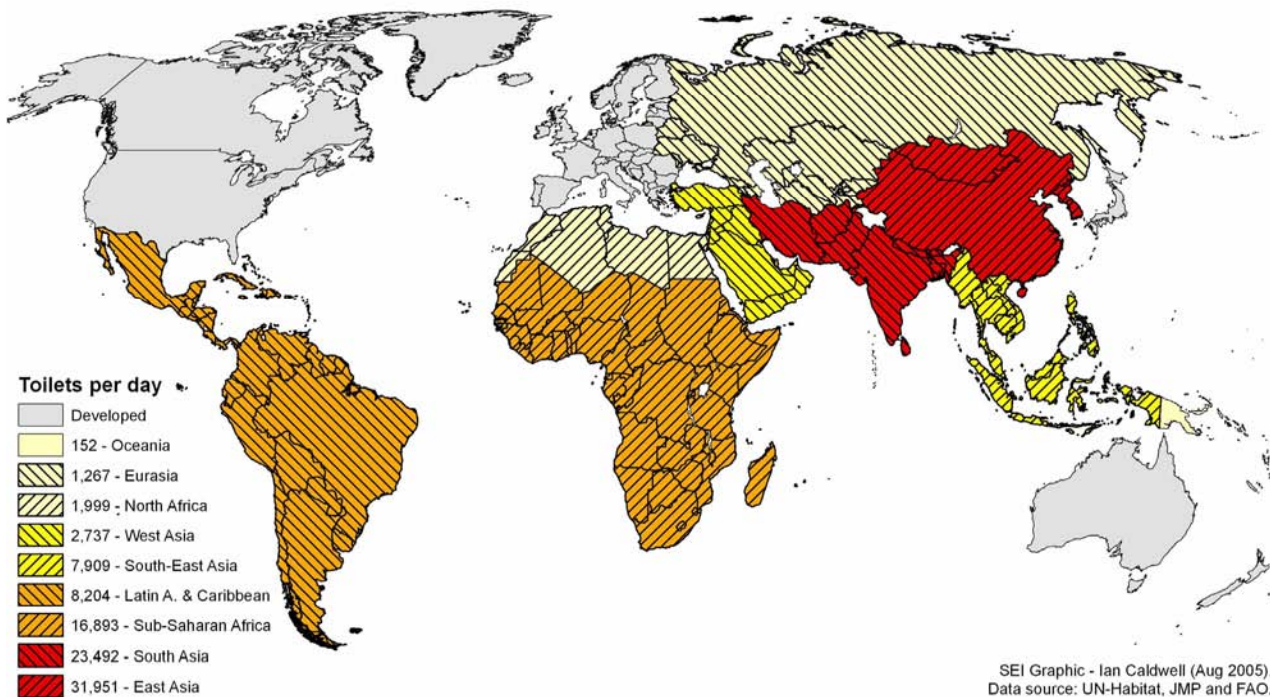 Toilets per day
Developed
152 - Oceania
1,267 - Eurasia
1,999 - North Africa
2,737 - West Asia
7,909 - South-East Asia
8,204 - Latin A. & Caribbean
16,893 - Sub-Saharan Africa
23,492 - South Asia
31,951 - East Asia
SEI Graphic - Ian Caldwell (Aug 2005)
Data source: UN-Habitat, JMP and FAO